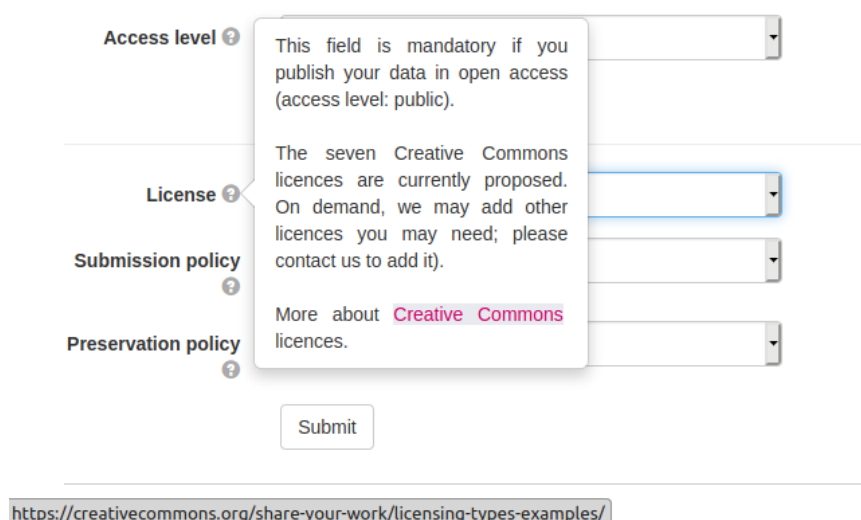 Access level
This field is mandatory if you
publish your data in open access
(access level: public).
The seven Creative Commons
licences are currently proposed.
On demand, we may add other
licences you may need; please
contact us to add it).
More about Creative Commons
licences.
License
Submission policy
Preservation policy
Submit
https://creativecommons.org/share-your-work/licensing-types-examples/